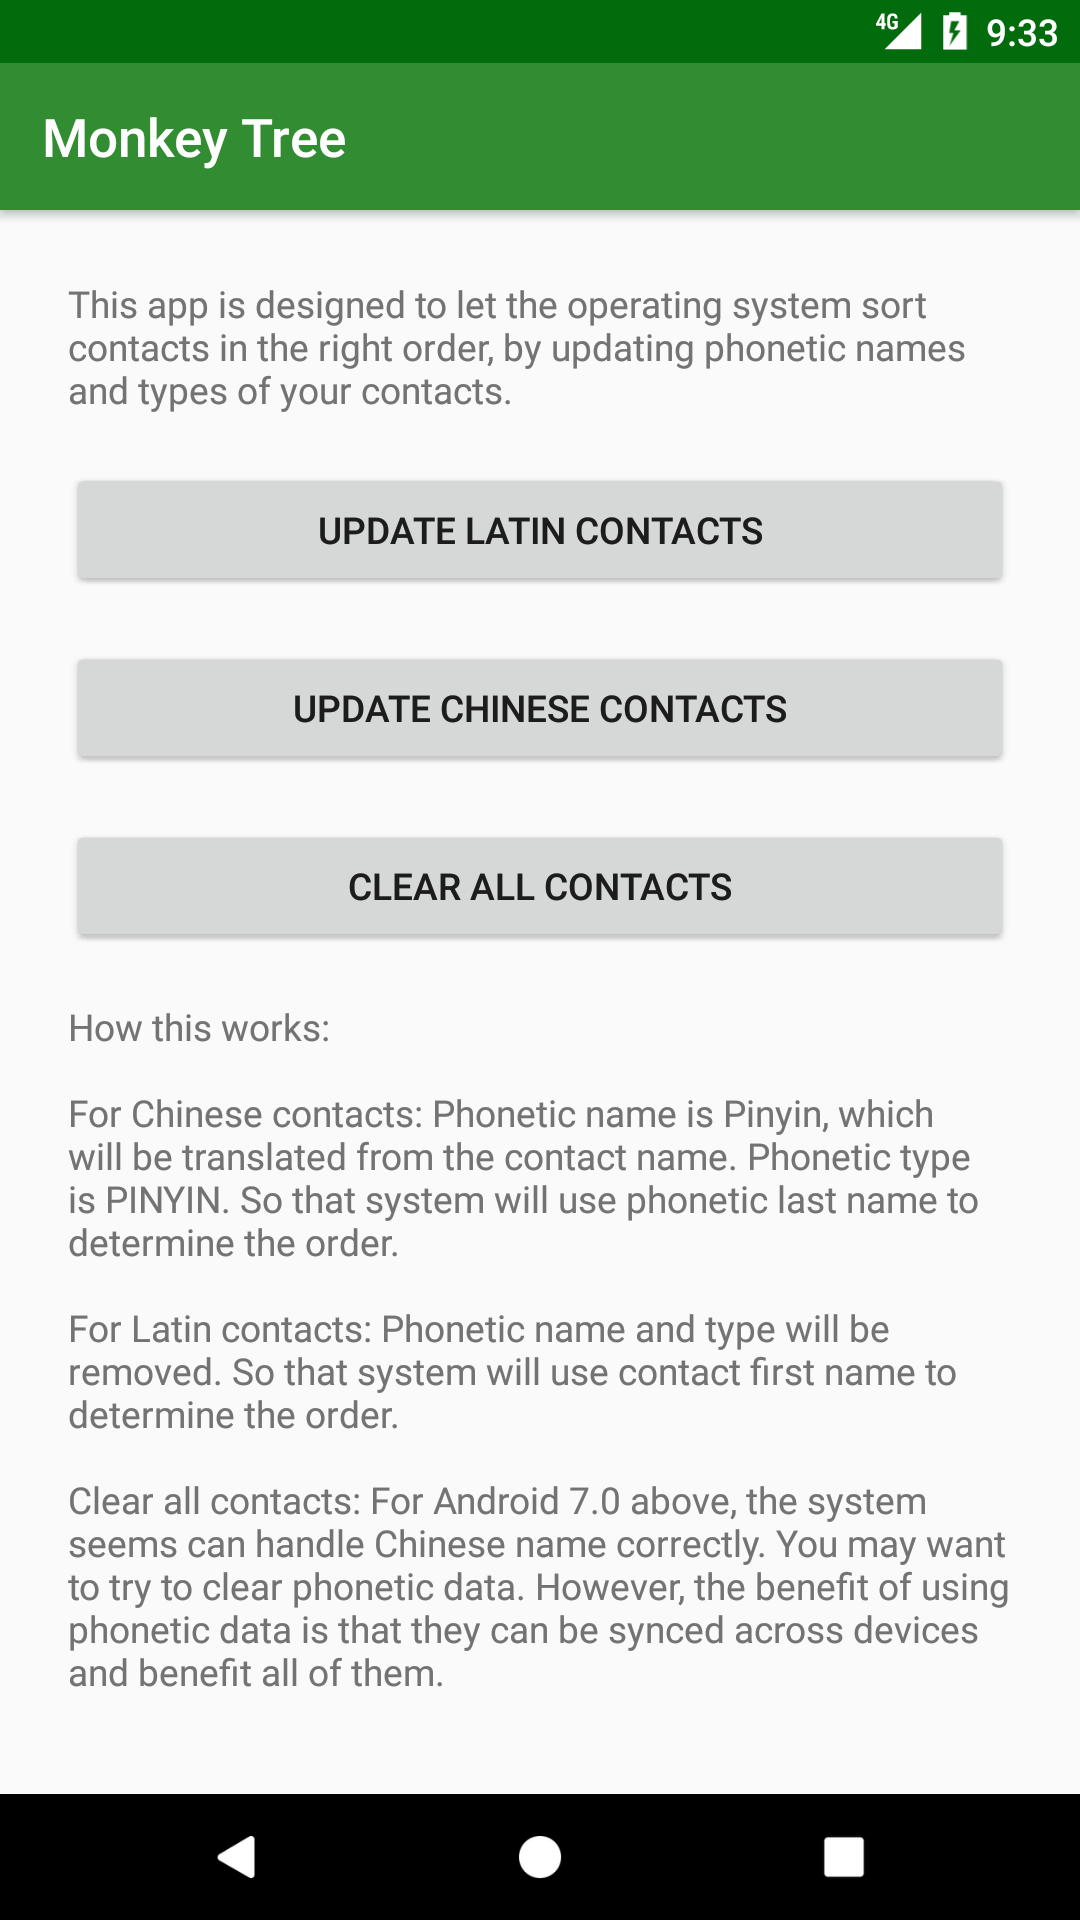 4G 9:33
Monkey Tree
This app is designed to let the operating system sort
contacts in the right order, by updating phonetic names
and types of your contacts.
UPDATE LATIN CONTACTS
UPDATE CHINESE CONTACTS
CLEAR ALL CONTACTS
How this works:
For Chinese contacts: Phonetic name is Pinyin, which
will be translated from the contact name. Phonetic type
is PINYIN. So that system will use phonetic last name to
determine the order.
For Latin contacts: Phonetic name and type will be
removed. So that system will use contact first name to
determine the order.
Clear all contacts: For Android 7.0 above, the system
seems can handle Chinese name correctly. You may want
to try to clear phonetic data. However, the benefit of using
phonetic data is that they can be synced across devices
and benefit all of them.